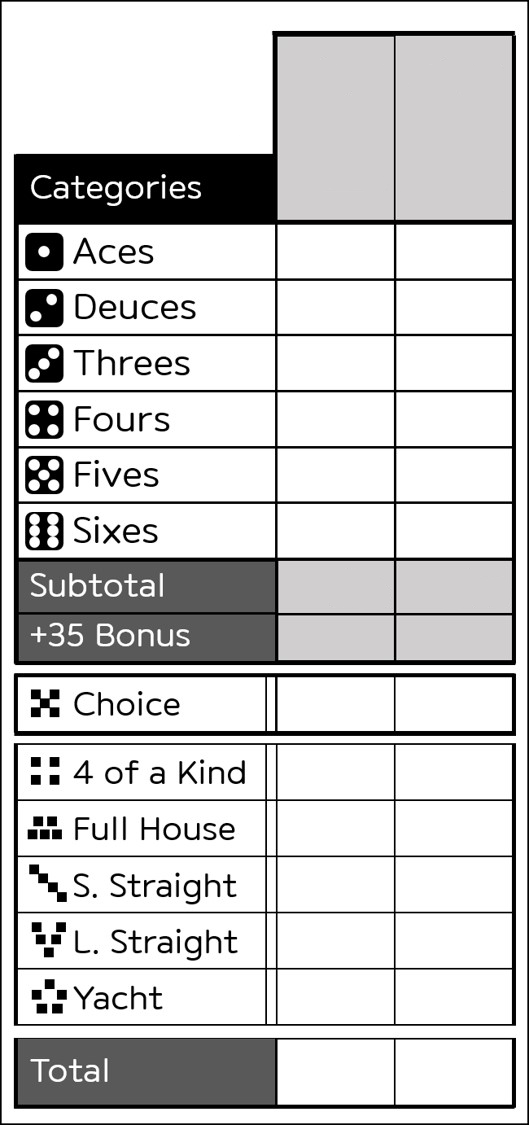 Categories
Aces
Deuces
Threes
Fours
Fives
Sixes
Subtotal
+35 Bonus
Choice
4 of a Kind
Full House
S. Straight
L. Straight
Yacht
Total